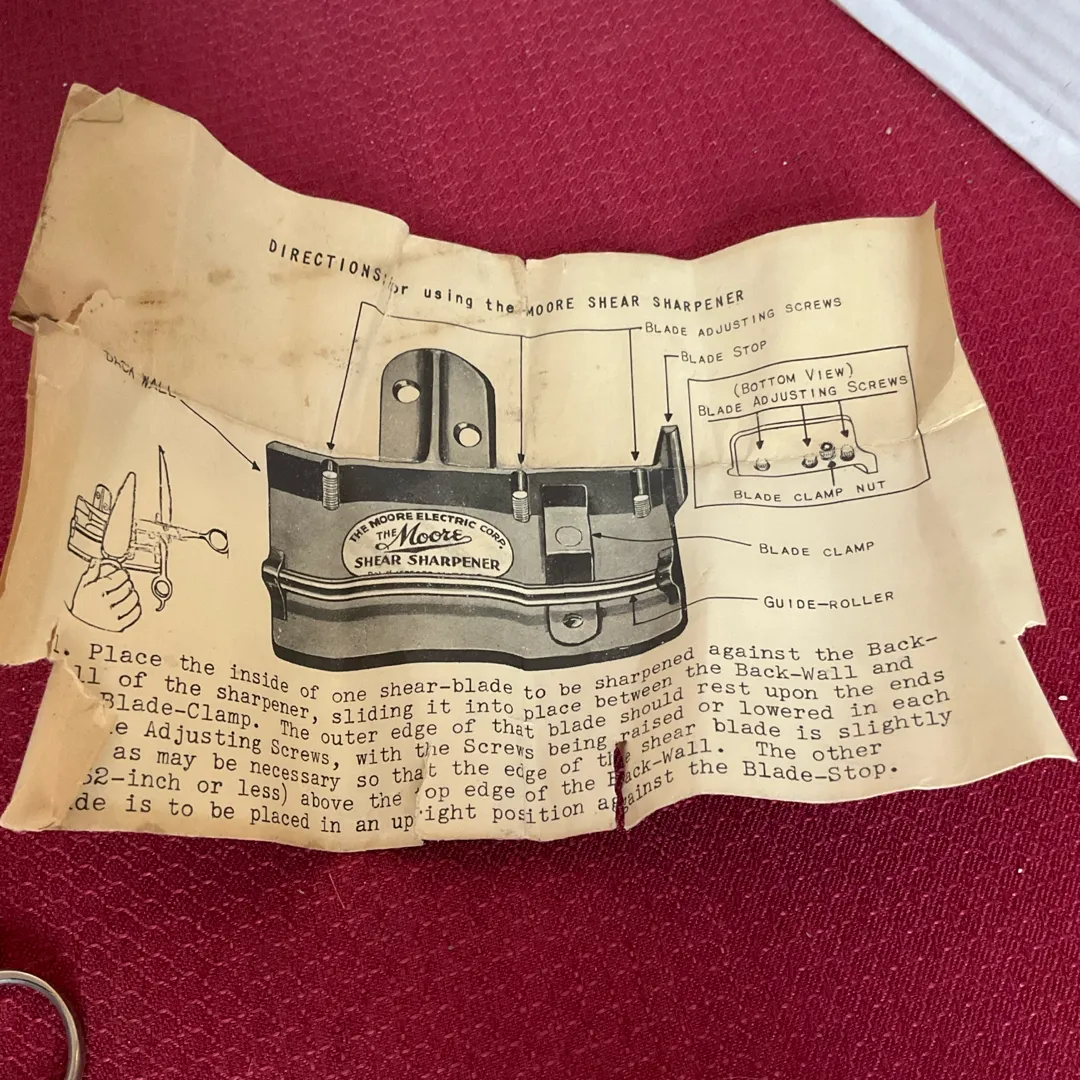 DIRECTIONS for using the MOORE SHEAR SHARPENER
BLADE ADJUSTING SCREWS
BLADE STOP
BACK WALL
(BOTTOM VIEW)
BLADE ADJUSTING SCREWS
BLADE CLAMP NUT
THE MOORE ELECTRIC CORP.
THE Moore
SHEAR SHARPENER
BLADE CLAMP
GUIDE-ROLLER
1. Place the inside of one shear-blade to be sharpened against the Back-
ll of the sharpener, sliding it into place between the Back-Wall and
Blade-Clamp. The outer edge of that blade should rest upon the ends
e Adjusting Screws, with the Screws being raised or lowered in each
as may be necessary so that the edge of the shear blade is slightly
32-inch or less) above the top edge of the Back-Wall. The other
de is to be placed in an upright position against the Blade-Stop.